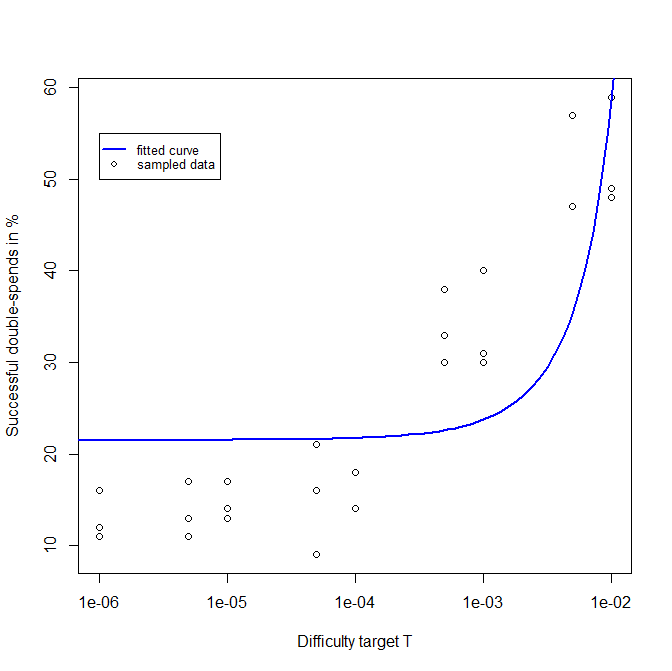 60
50
40
30
20
10
Successful double-spends in %
fitted curve
sampled data
1e-06 1e-05 1e-04 1e-03 1e-02
Difficulty target T